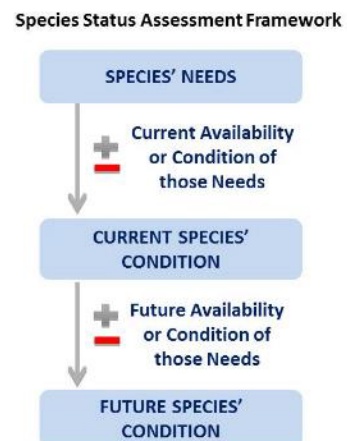 Species Status Assessment Framework
SPECIES' NEEDS
Current Availability
or Condition of
those Needs
CURRENT SPECIES'
CONDITION
Future Availability
or Condition of
those Needs
FUTURE SPECIES'
CONDITION